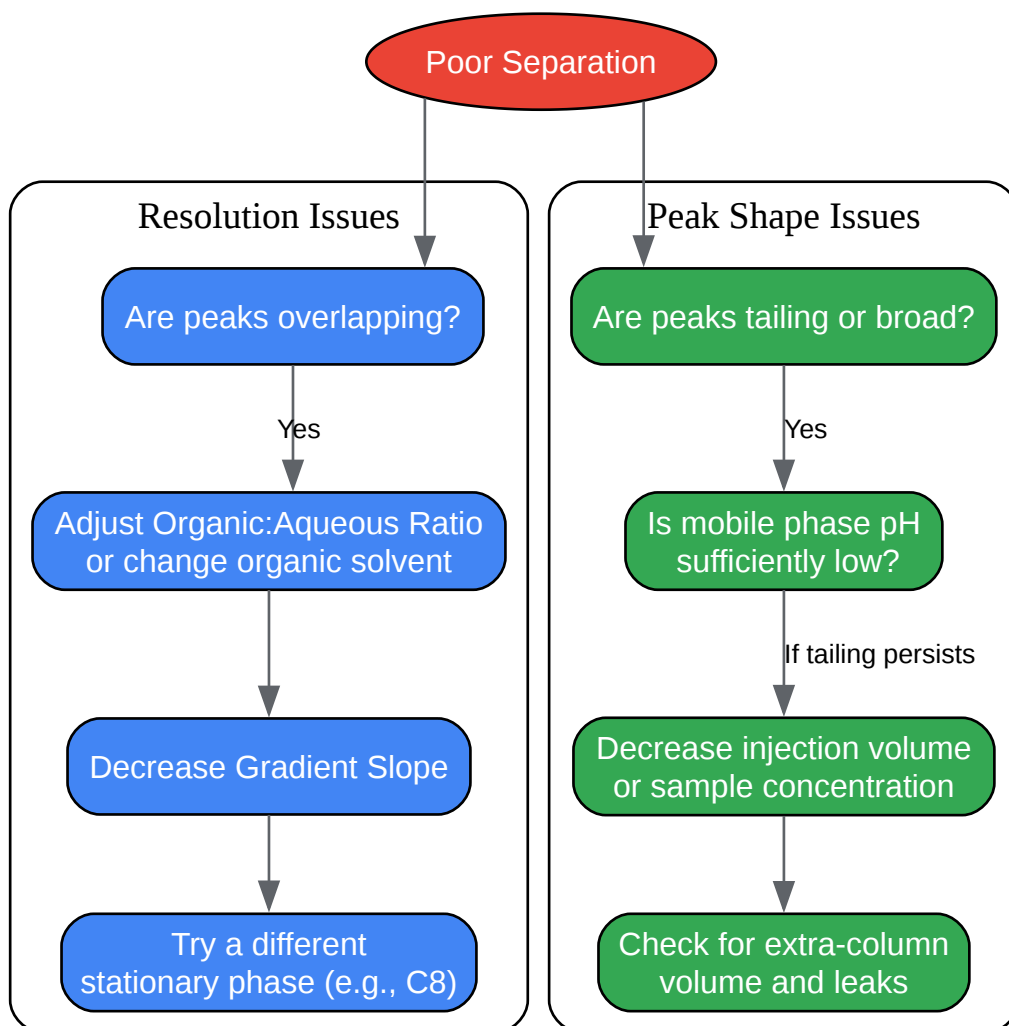 Poor Separation
Resolution Issues
Are peaks overlapping?
Yes
Adjust Organic:Aqueous Ratio
or change organic solvent
Decrease Gradient Slope
Try a different
stationary phase (e.g., C8)
Peak Shape Issues
Are peaks tailing or broad?
Yes
Is mobile phase pH
sufficiently low?
If tailing persists
Decrease injection volume
or sample concentration
Check for extra-column
volume and leaks